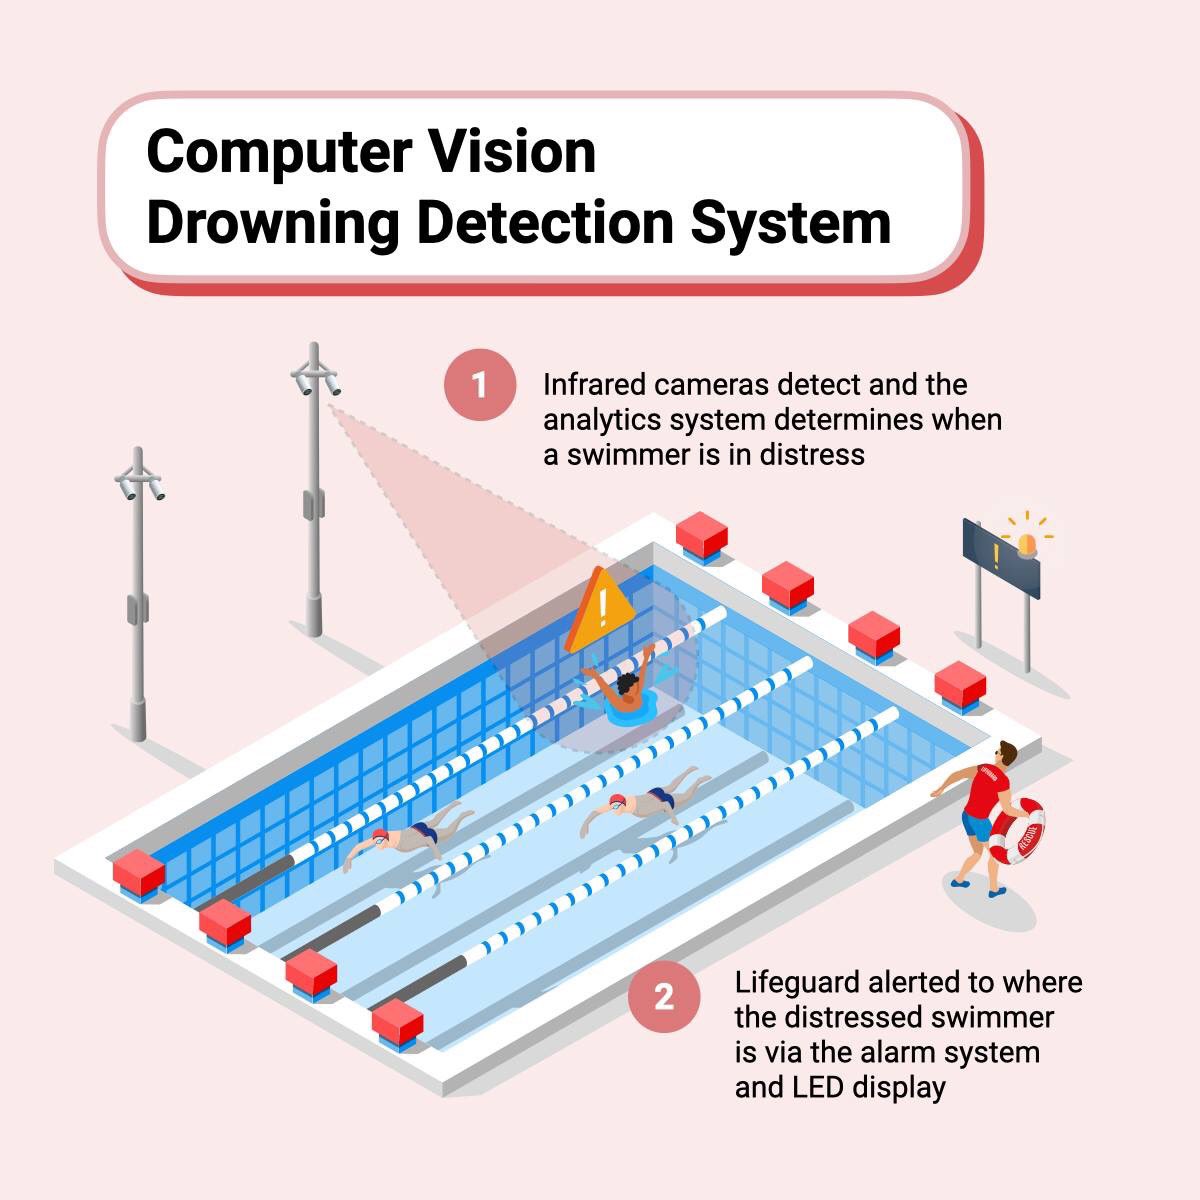 Computer Vision
Drowning Detection System
1
Infrared cameras detect and the
analytics system determines when
a swimmer is in distress
!
!
LIFEGUARD
RESCUE
2
Lifeguard alerted to where
the distressed swimmer
is via the alarm system
and LED display